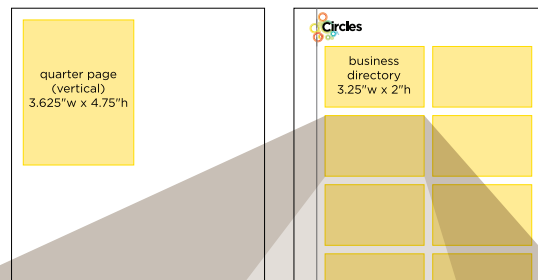 quarter page
(vertical)
3.625"w x 4.75"h
Circles
business
directory
3.25"w x 2"h